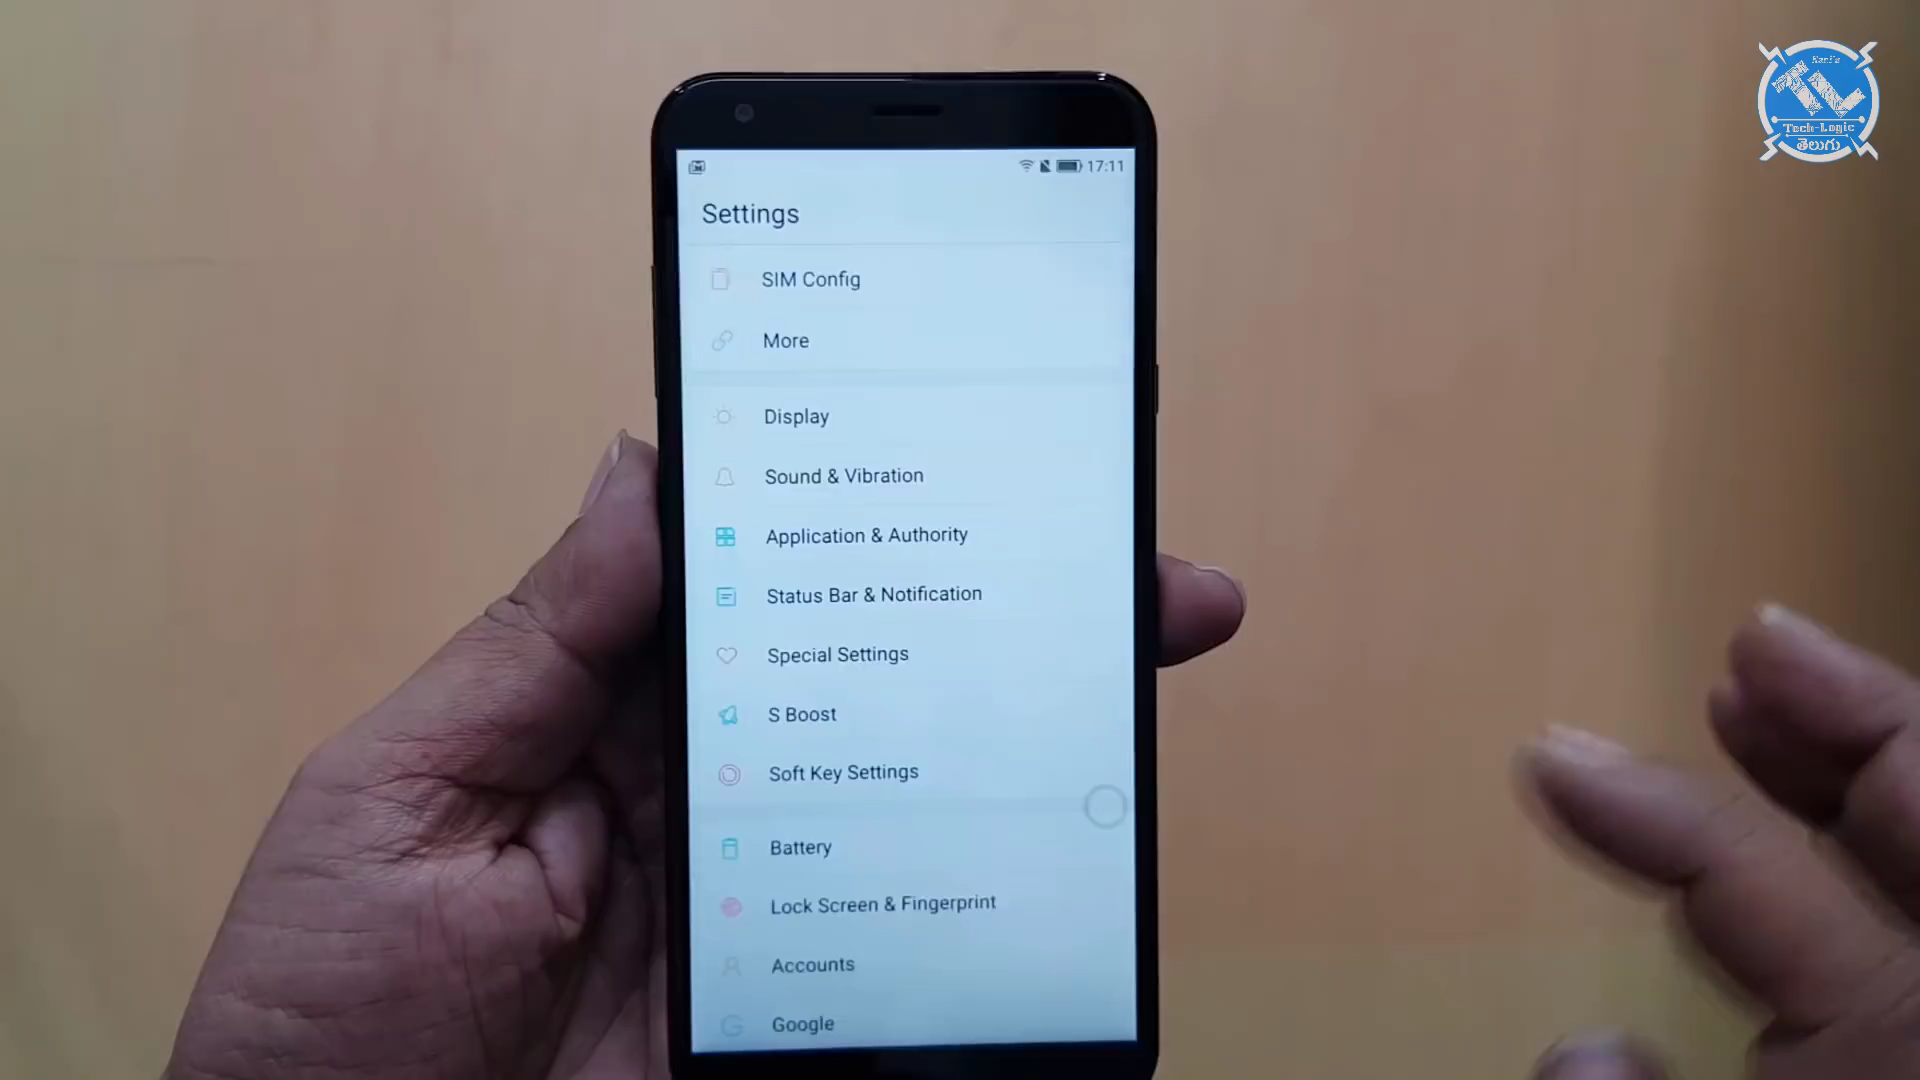 17:11
Settings
SIM Config
More
Display
Sound & Vibration
Application & Authority
Status Bar & Notification
Special Settings
S Boost
Soft Key Settings
Battery
Lock Screen & Fingerprint
Accounts
Google
TL
Tech-Logic
తెలుగు